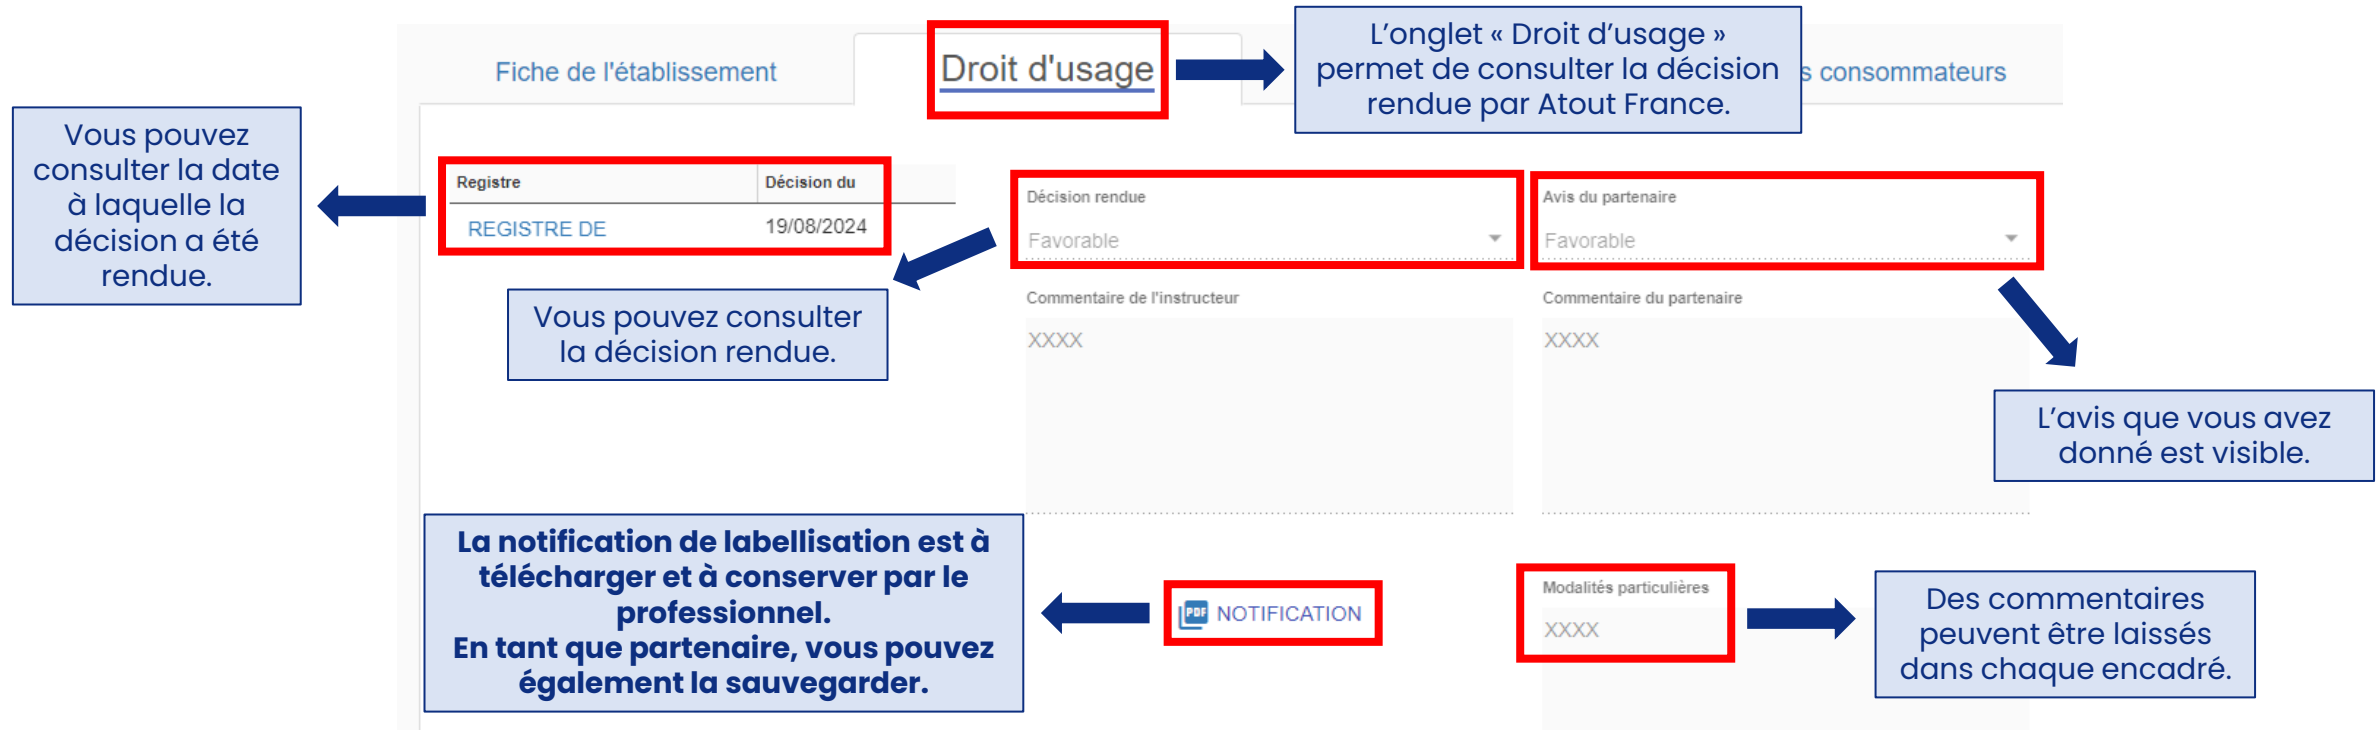 Fiche de l'établissement
Droit d'usage
L'onglet « Droit d'usage »
permet de consulter la décision
rendue par Atout France.
s consommateurs
Vous pouvez
consulter la date
à laquelle la
décision a été
rendue.
Registre
Décision du
REGISTRE DE
19/08/2024
Décision rendue
Favorable
Avis du partenaire
Favorable
Vous pouvez consulter
la décision rendue.
Commentaire de l'instructeur
XXXX
Commentaire du partenaire
XXXX
L'avis que vous avez
donné est visible.
La notification de labellisation est à
télécharger et à conserver par le
professionnel.
En tant que partenaire, vous pouvez
également la sauvegarder.
PDF NOTIFICATION
Modalités particulières
XXXX
Des commentaires
peuvent être laissés
dans chaque encadré.